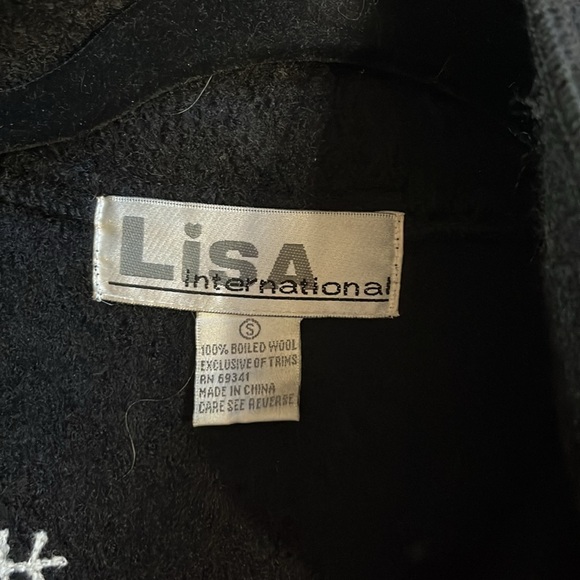 LiSA
International
S
100% BOILED WOOL
EXCLUSIVE OF TRIMS
RN 69341
MADE IN CHINA
CARE SEE REVERSE